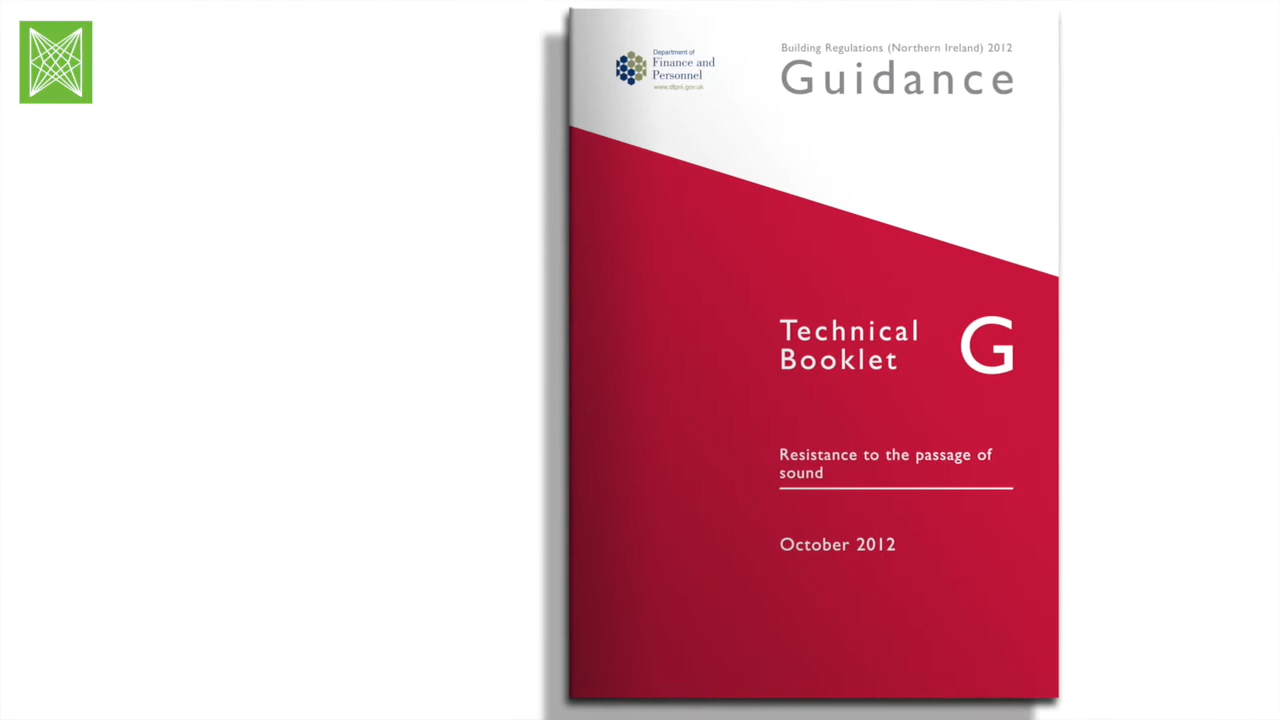 Department of
Finance and
Personnel
www.dfpni.gov.uk
Building Regulations (Northern Ireland) 2012
Guidance
Technical
Booklet
G
Resistance to the passage of
sound
October 2012